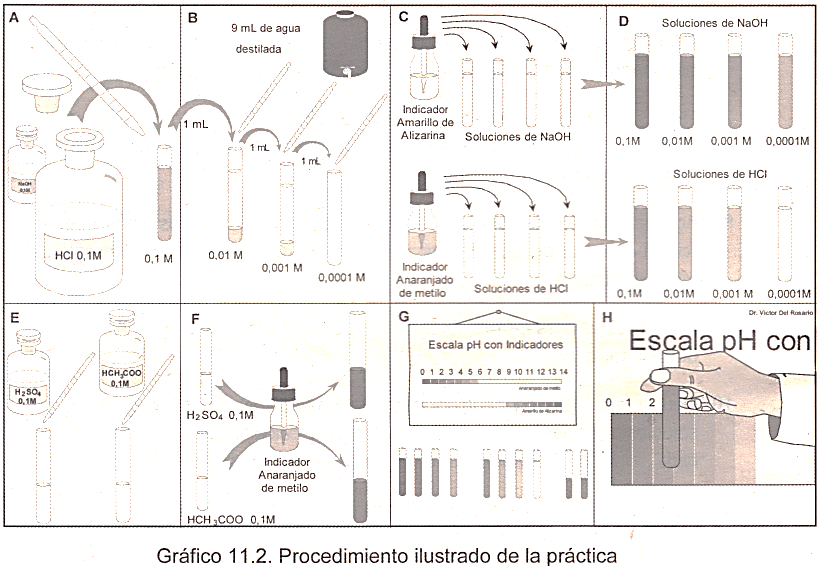 A
NaOH
0,1M
HCl 0,1M
0,1 M
B
9 mL de agua
destilada
1 mL
1 mL
1 mL
0,01 M
0,001 M
0,0001 M
C
Indicador
Amarillo de
Alizarina
Soluciones de NaOH
Indicador
Anaranjado
de metilo
Soluciones de HCl
D
Soluciones de NaOH
0,1M 0,01M 0,001 M 0,0001M
Soluciones de HCl
0,1M 0,01M 0,001 M 0,0001M
E
H2SO4
0,1M
HCH3COO
0,1M
F
H2SO4 0,1M
Indicador
Anaranjado
de metilo
HCH3COO 0,1M
G
Escala pH con Indicadores
0 1 2 3 4 5 6 7 8 9 10 11 12 13 14
Anaranjado de metilo
Amarillo de Alizarina
H
Dr. Victor Del Rosario
Escala pH con
0 1 2
Gráfico 11.2. Procedimiento ilustrado de la práctica